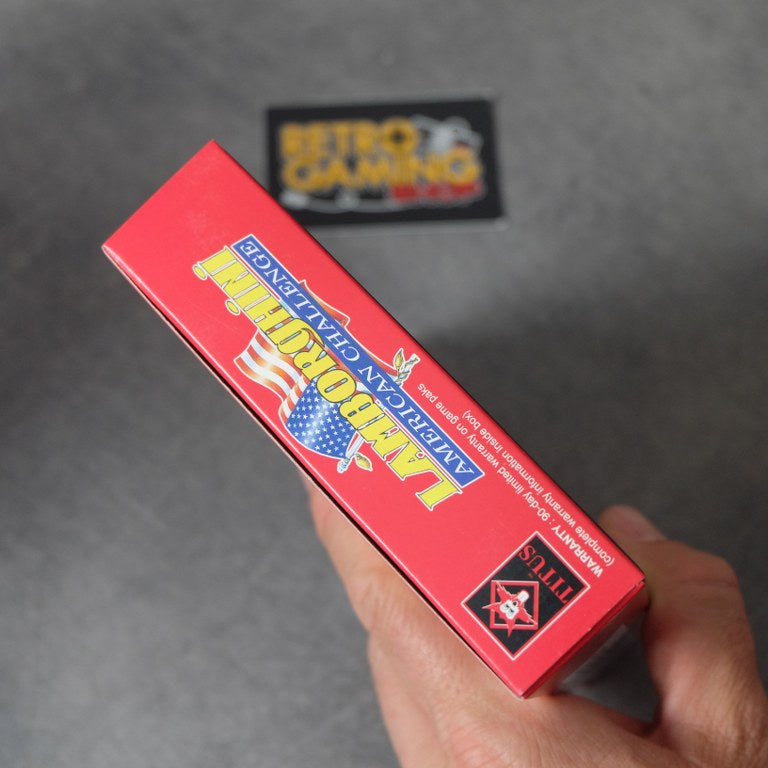 RETRO
GAMING
LAMBORGHINI
AMERICAN CHALLENGE
WARRANTY : 90-day limited warranty on game paks
(complete warranty information inside box)
TITUS